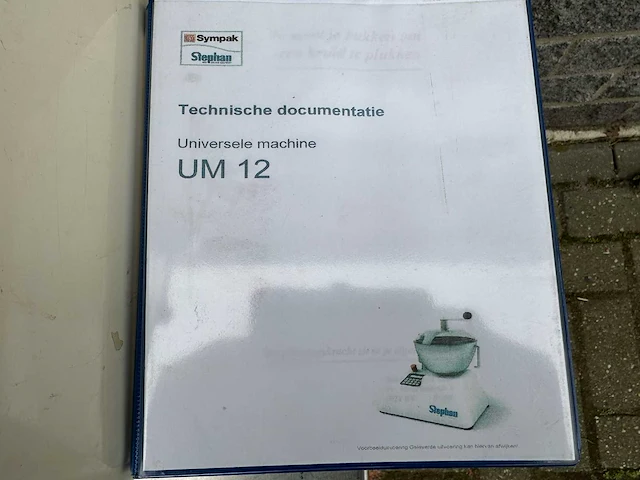 Sympak
Stephan
Technische documentatie
Universele machine
UM 12
Stephan